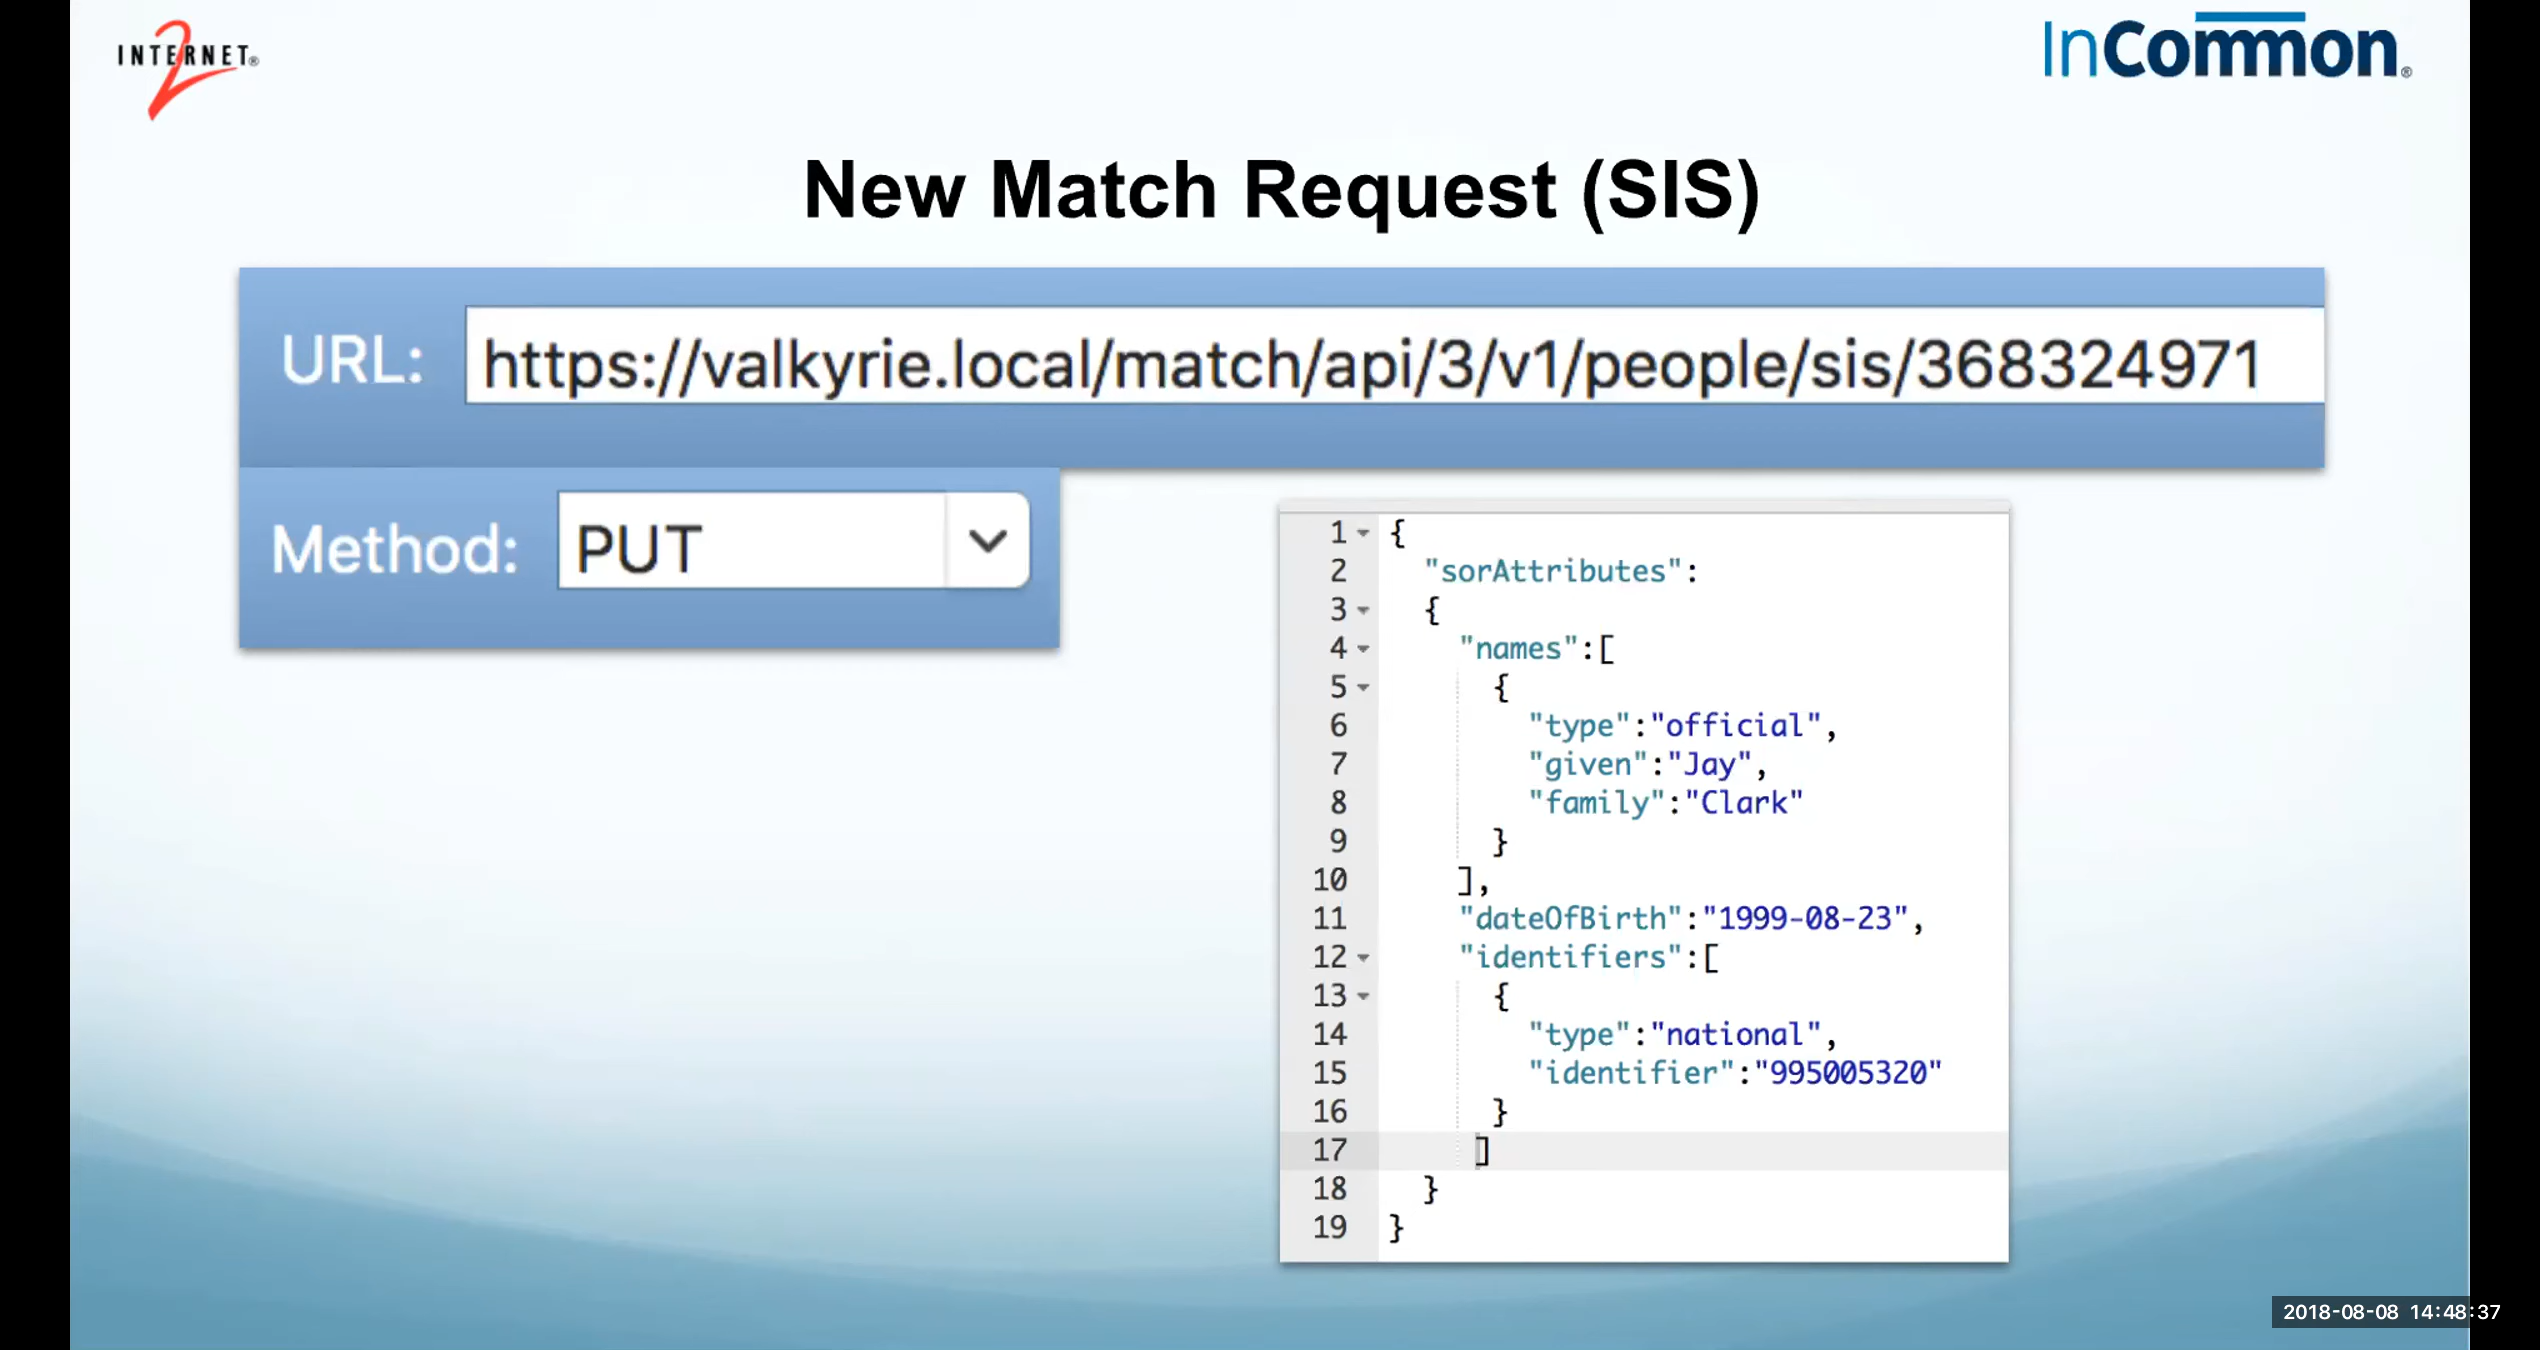 INTERNET®
2
InCommon®
New Match Request (SIS)
URL: https://valkyrie.local/match/api/3/v1/people/sis/368324971
Method: PUT
1 {
2 "sorAttributes":
3 {
4 "names":[
5 {
6 "type":"official",
7 "given":"Jay",
8 "family":"Clark"
9 }
10 ],
11 "dateOfBirth":"1999-08-23",
12 "identifiers":[
13 {
14 "type":"national",
15 "identifier":"995005320"
16 }
17 ]
18 }
19 }
2018-08-08 14:48:37